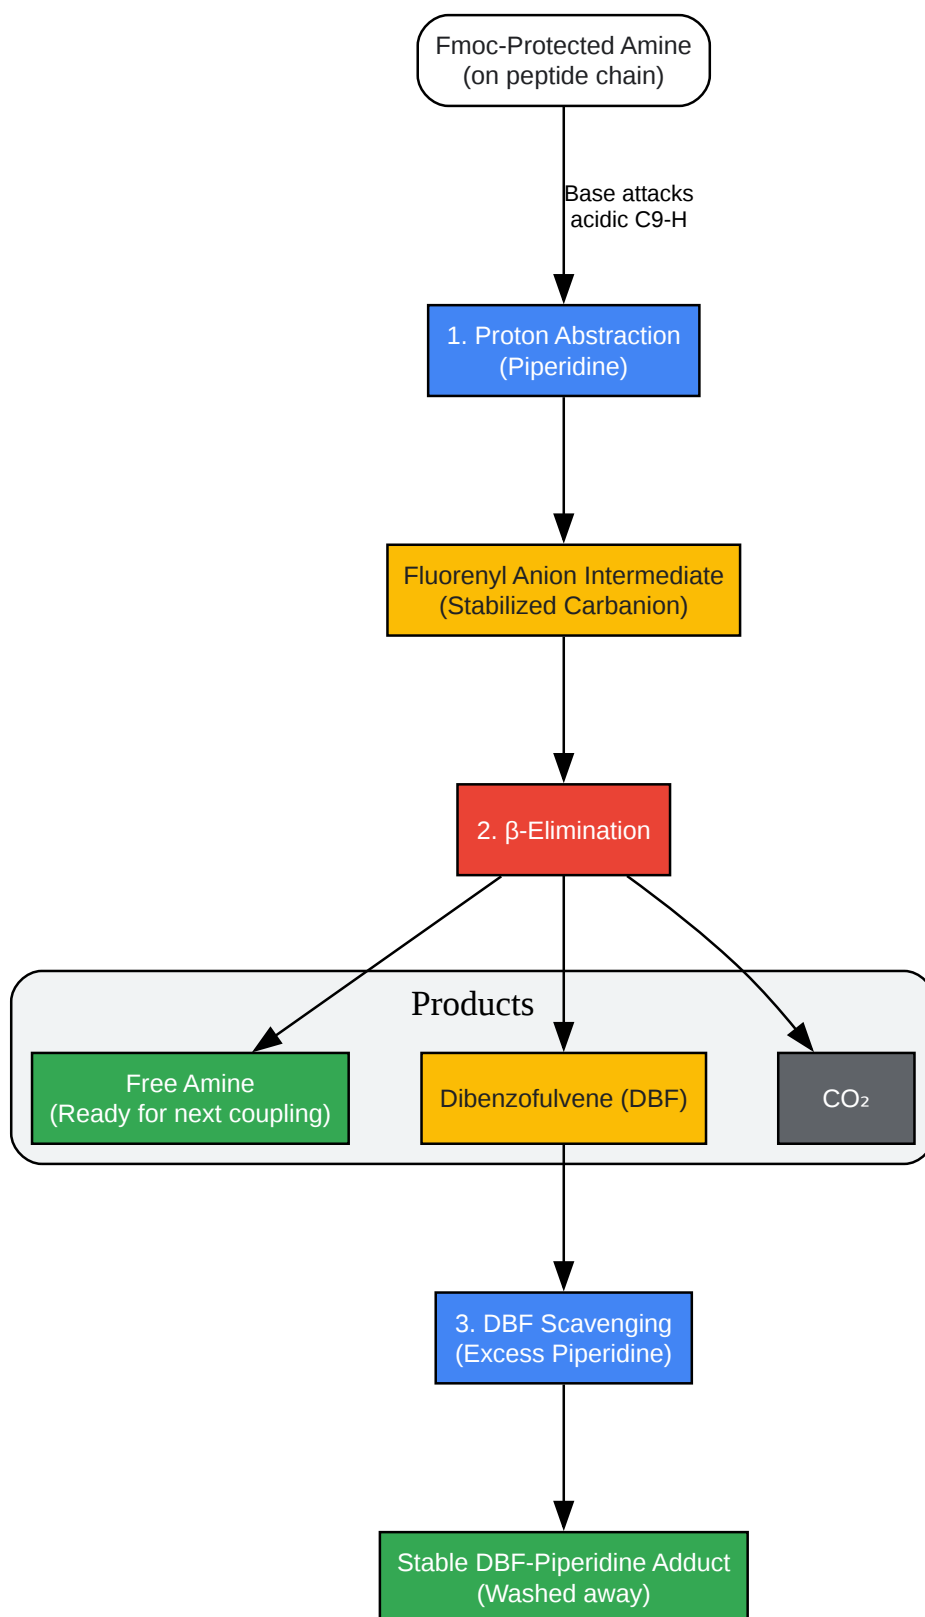 Fmoc-Protected Amine
(on peptide chain)
Base attacks
acidic C9-H
1. Proton Abstraction
(Piperidine)
Fluorenyl Anion Intermediate
(Stabilized Carbanion)
2. β-Elimination
Products
Free Amine
(Ready for next coupling)
Dibenzofulvene (DBF)
CO₂
3. DBF Scavenging
(Excess Piperidine)
Stable DBF-Piperidine Adduct
(Washed away)